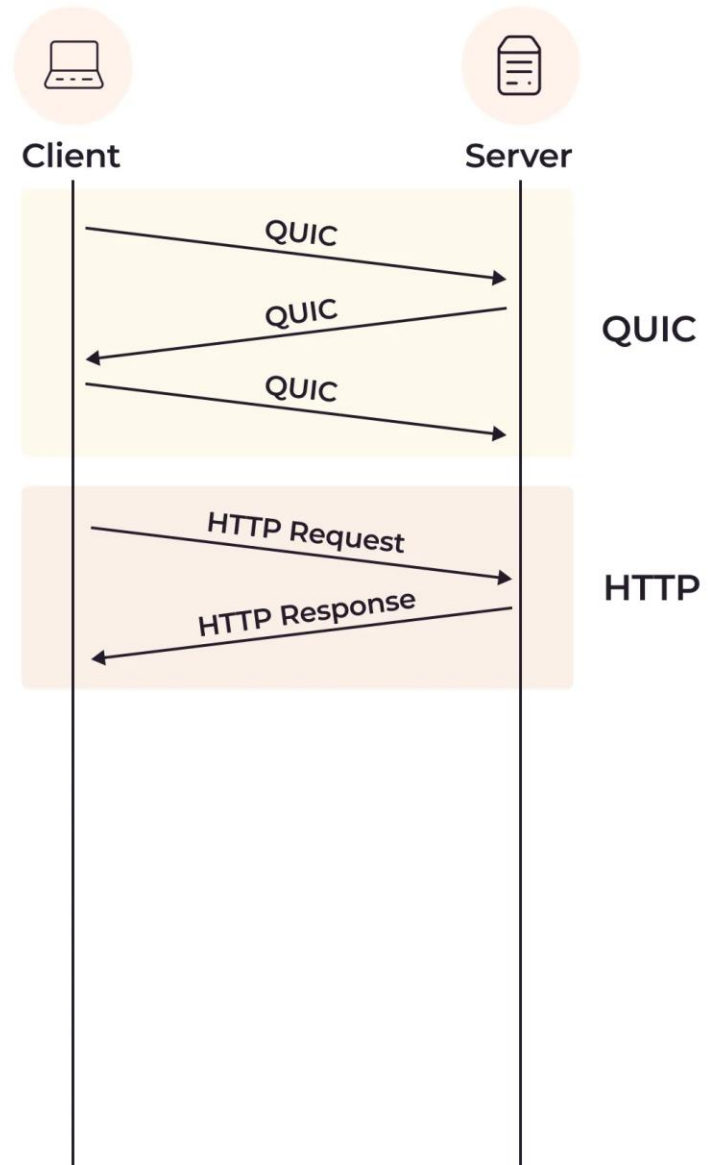 Client
Server
QUIC
QUIC
QUIC
QUIC
HTTP Request
HTTP Response
HTTP